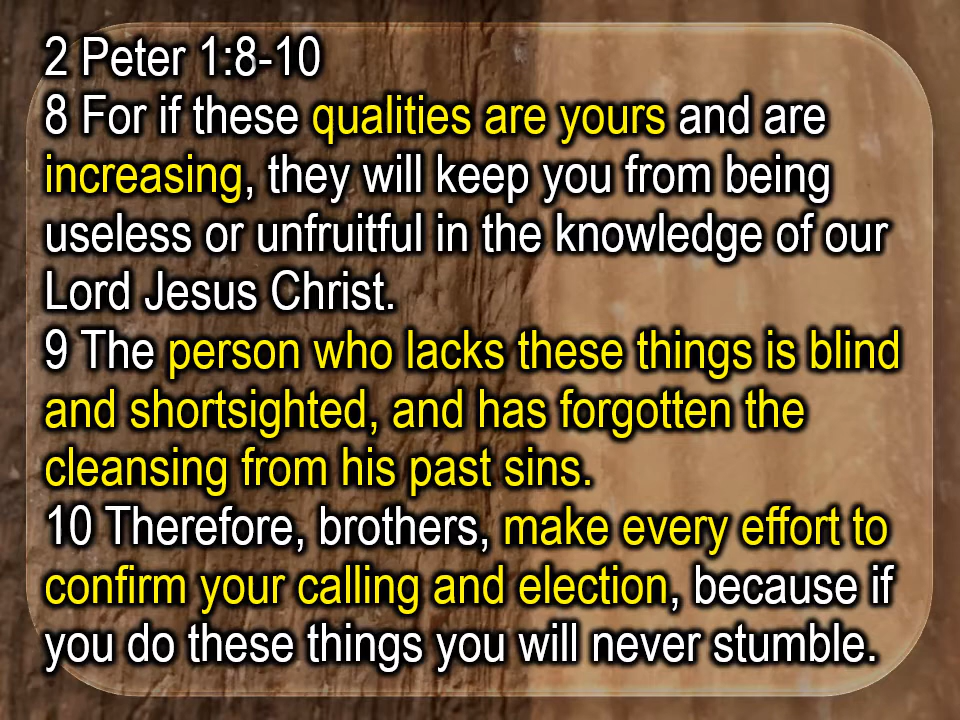 2 Peter 1:8-10
8 For if these qualities are yours and are
increasing, they will keep you from being
useless or unfruitful in the knowledge of our
Lord Jesus Christ.
9 The person who lacks these things is blind
and shortsighted, and has forgotten the
cleansing from his past sins.
10 Therefore, brothers, make every effort to
confirm your calling and election, because if
you do these things you will never stumble.